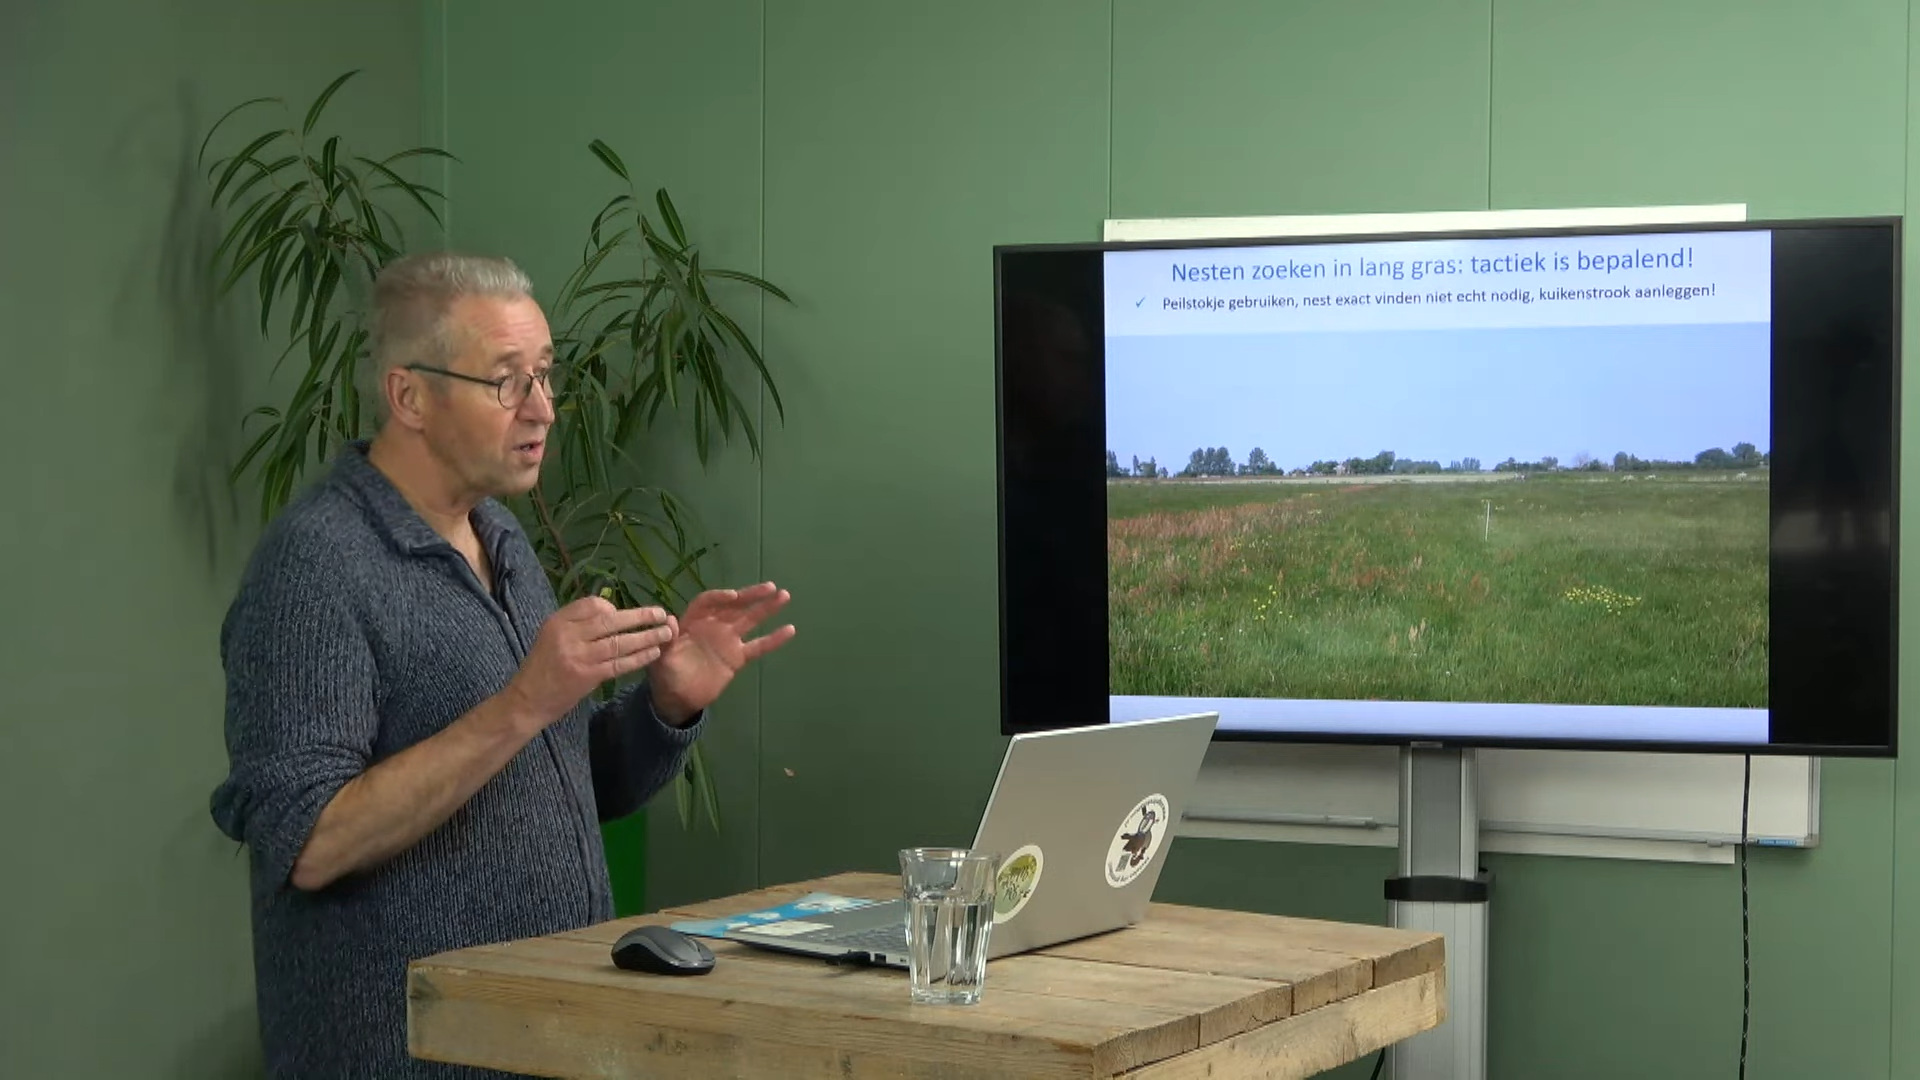 Nesten zoeken in lang gras: tactiek is bepalend!
✓ Peilstokje gebruiken, nest exact vinden niet echt nodig, kuikenstrook aanleggen!